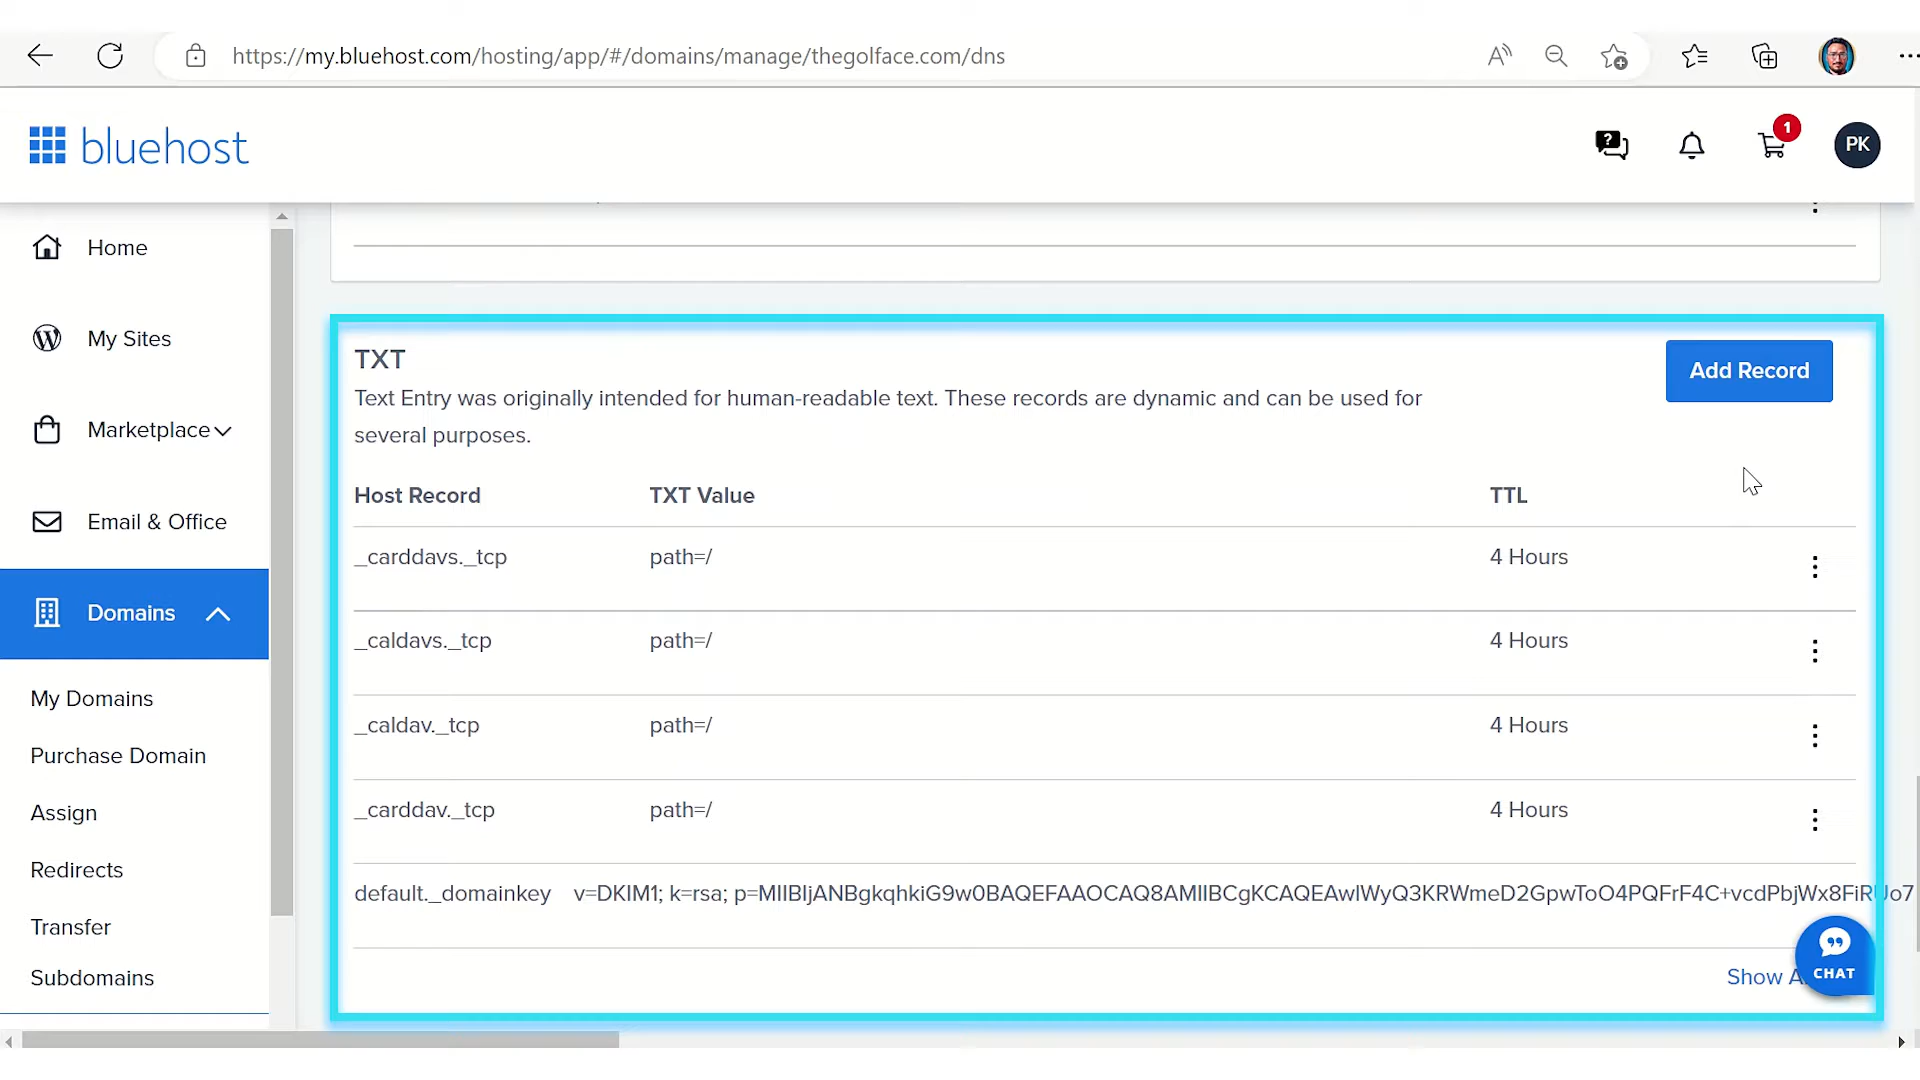 https://my.bluehost.com/hosting/app/#/domains/manage/thegolface.com/dns
bluehost
1
PK
Home
My Sites
Marketplace
Email & Office
Domains
My Domains
Purchase Domain
Assign
Redirects
Transfer
Subdomains
TXT
Add Record
Text Entry was originally intended for human-readable text. These records are dynamic and can be used for
several purposes.
Host Record TXT Value TTL
_carddavs._tcp path=/ 4 Hours
_caldavs._tcp path=/ 4 Hours
_caldav._tcp path=/ 4 Hours
_carddav._tcp path=/ 4 Hours
default._domainkey v=DKIM1; k=rsa;
Show
CHAT